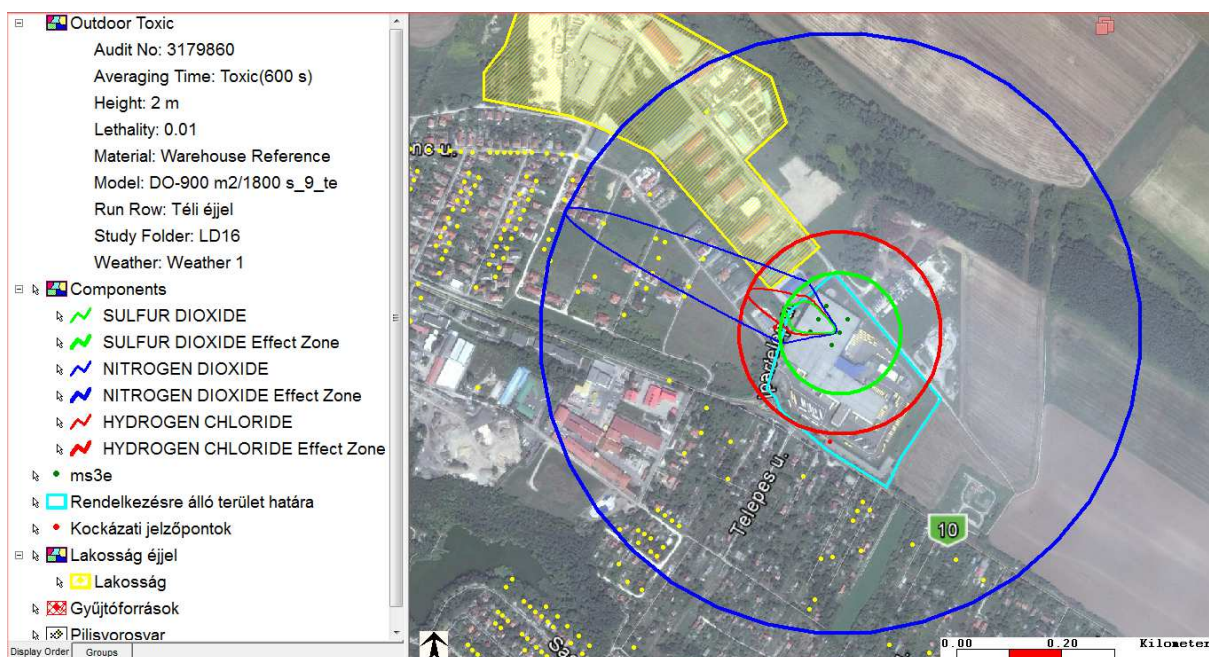 Outdoor Toxic
Audit No: 3179860
Averaging Time: Toxic(600 s)
Height: 2 m
Lethality: 0.01
Material: Warehouse Reference
Model: DO-900 m2/1800 s_9_te
Run Row: Téli éjjel
Study Folder: LD16
Weather: Weather 1
Components
SULFUR DIOXIDE
SULFUR DIOXIDE Effect Zone
NITROGEN DIOXIDE
NITROGEN DIOXIDE Effect Zone
HYDROGEN CHLORIDE
HYDROGEN CHLORIDE Effect Zone
ms3e
Rendelkezésre álló terület határa
Kockázati jelzőpontok
Lakosság éjjel
Lakosság
Gyűjtőforrások
Pilisvorosvar
Display Order Groups
u.
Telepes u.
10
0.00 0.20 Kilometer